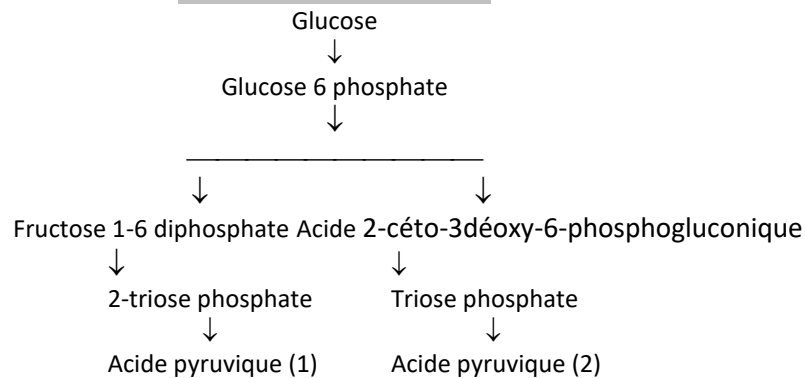 Glucose
Glucose 6 phosphate
Fructose 1-6 diphosphate Acide 2-céto-3déoxy-6-phosphogluconique
2-triose phosphate Triose phosphate
Acide pyruvique (1) Acide pyruvique (2)